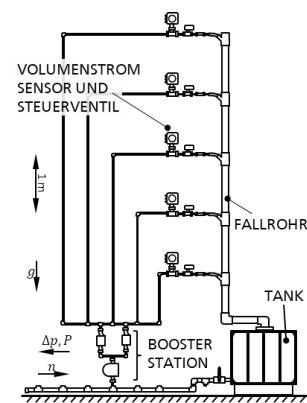 VOLUMENSTROM
SENSOR UND
STEUERVENTIL
1 m
FALLROHR
g
TANK
Δp, P
BOOSTER
STATION
n